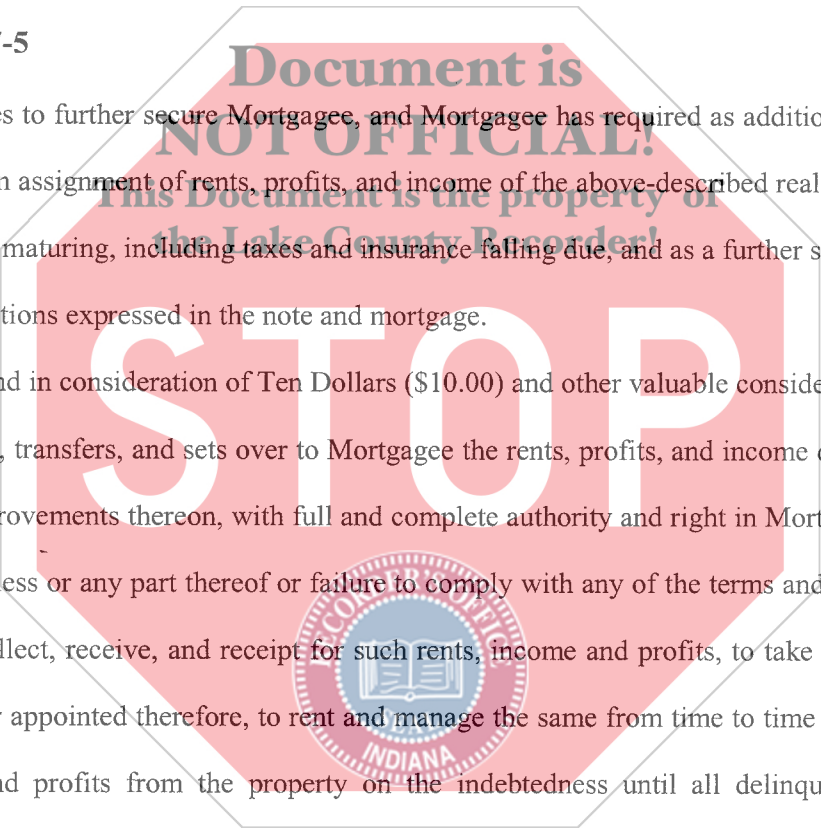 -5
Document is
es to further secure Mortgagee, and Mortgagee has required as additio
NOT OFFICIAL!
n assignment of rents, profits, and income of the above-described real
This Document is the property of
the Lake County Recorder!
maturing, including taxes and insurance falling due, and as a further s
tions expressed in the note and mortgage.
STOP
nd in consideration of Ten Dollars ($10.00) and other valuable conside
, transfers, and sets over to Mortgagee the rents, profits, and income
rovements thereon, with full and complete authority and right in Mort
ess or any part thereof or failure to comply with any of the terms and
llect, receive, and receipt for such rents, income and profits, to take
appointed therefore, to rent and manage the same from time to time
nd profits from the property on the indebtedness until all delinqu
RECORDER'S OFFICE
INDIANA